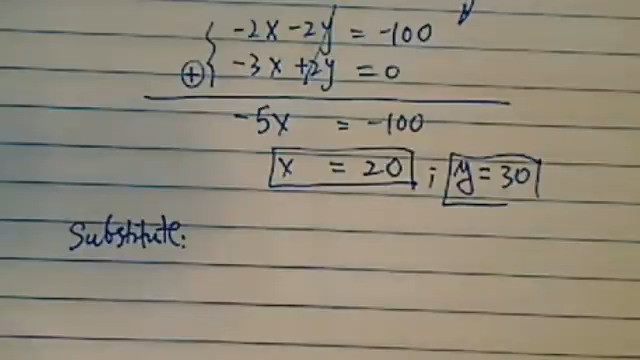 -2x -2y = -100
⊕ -3x +2y = 0
-5x = -100
x = 20 ; y = 30
Substitute: